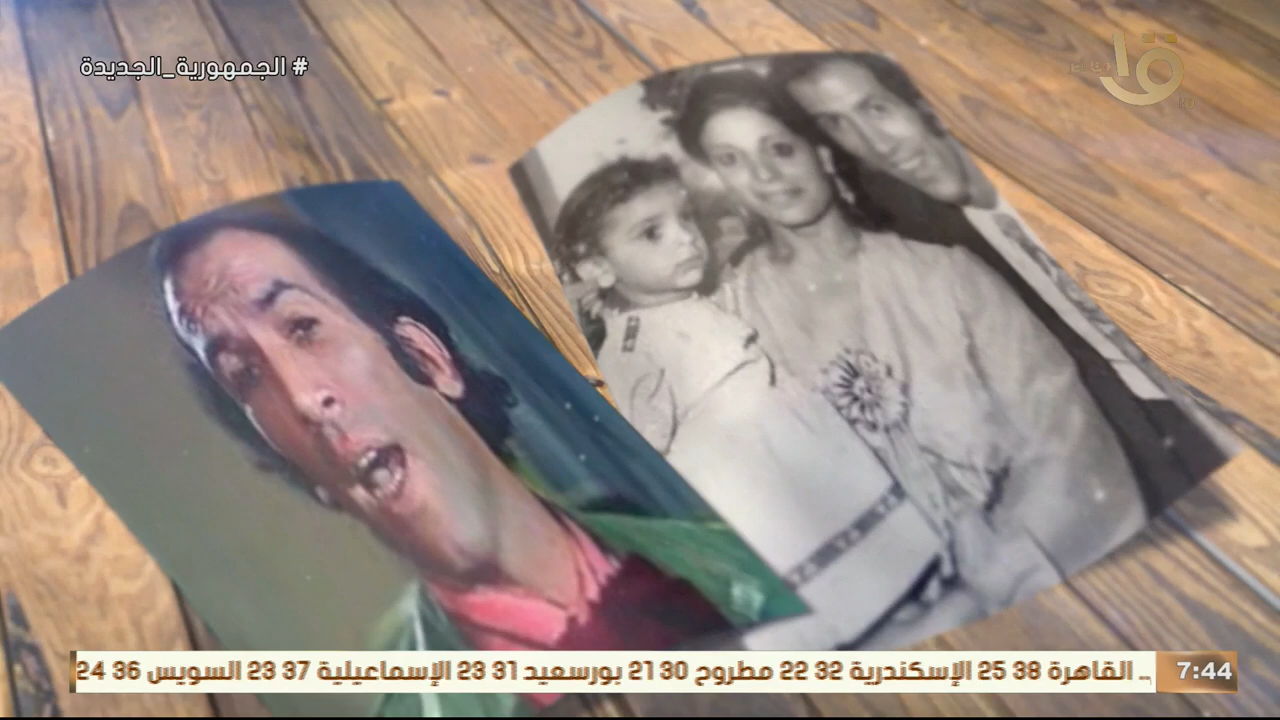 #الجمهورية_الجديدة
7:44 القاهرة 38 25 الإسكندرية 32 22 مطروح 30 21 بورسعيد 31 23 الإسماعيلية 37 23 السويس 36 24